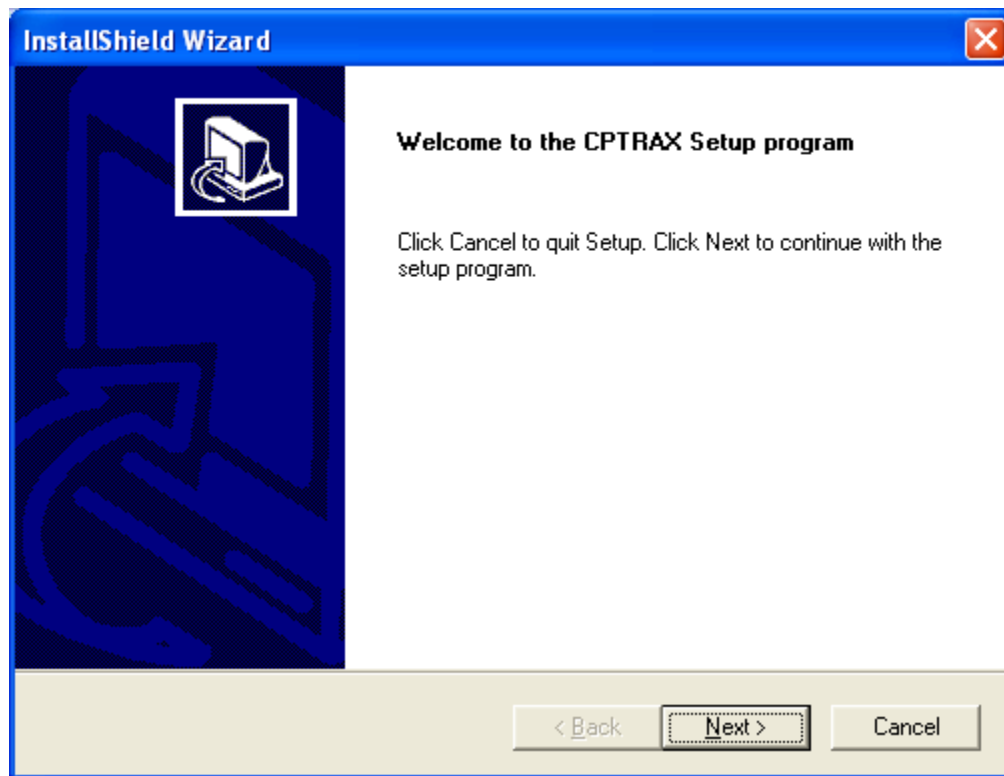 InstallShield Wizard
Welcome to the CPTRAX Setup program
Click Cancel to quit Setup. Click Next to continue with the
setup program.
< Back Next > Cancel